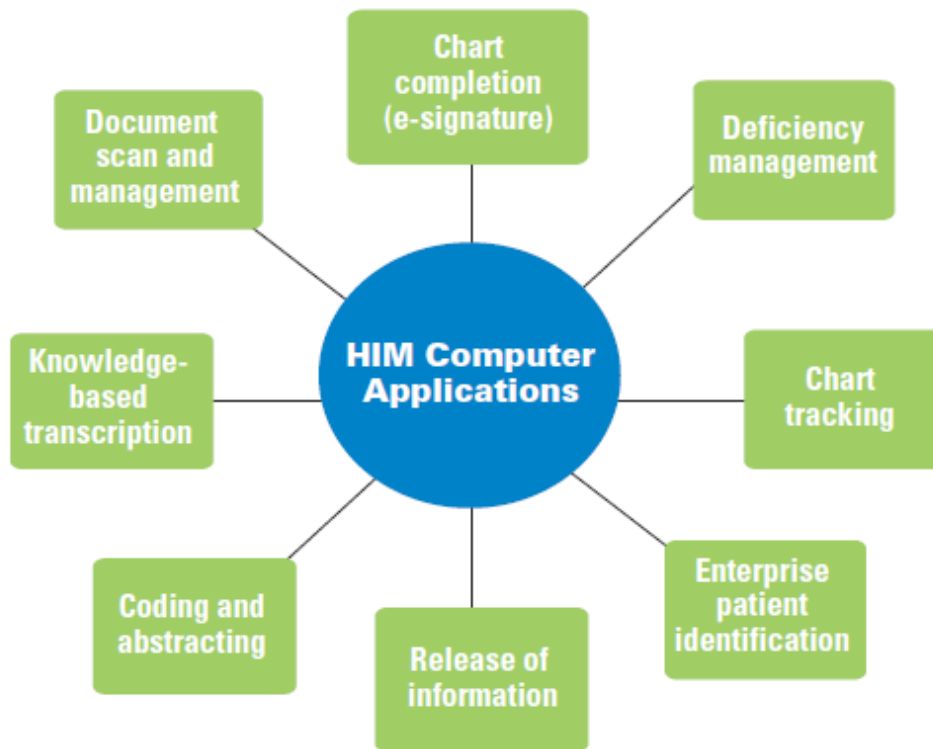 Chart
completion
(e-signature)
Deficiency
management
Chart
tracking
Enterprise
patient
identification
Release of
information
Coding and
abstracting
Knowledge-
based
transcription
Document
scan and
management
HIM Computer
Applications